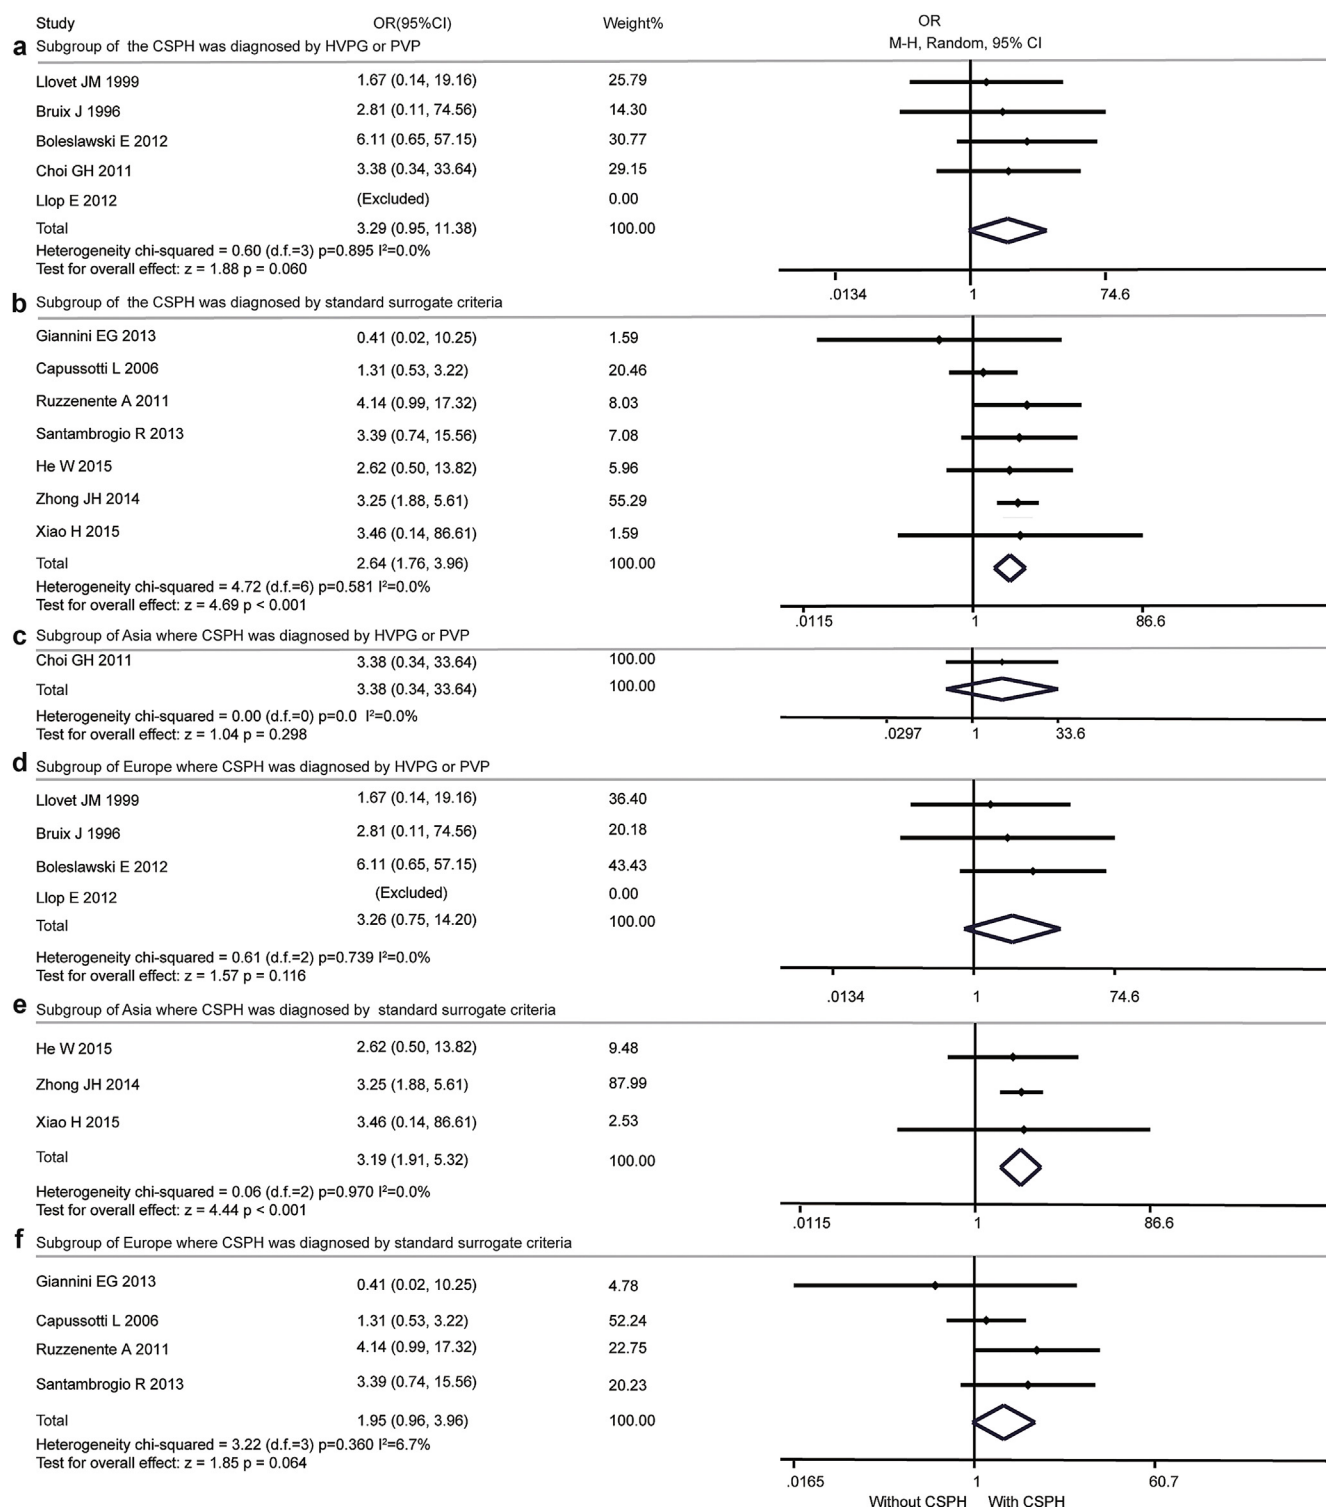 Study OR(95%CI) Weight% OR
M-H, Random, 95% CI
a Subgroup of the CSPH was diagnosed by HVPG or PVP
Llovet JM 1999 1.67 (0.14, 19.16) 25.79
Bruix J 1996 2.81 (0.11, 74.56) 14.30
Boleslawski E 2012 6.11 (0.65, 57.15) 30.77
Choi GH 2011 3.38 (0.34, 33.64) 29.15
Llop E 2012 (Excluded) 0.00
Total 3.29 (0.95, 11.38) 100.00
Heterogeneity chi-squared = 0.60 (d.f.=3) p=0.895 I²=0.0%
Test for overall effect: z = 1.88 p = 0.060
.0134 1 74.6
b Subgroup of the CSPH was diagnosed by standard surrogate criteria
Giannini EG 2013 0.41 (0.02, 10.25) 1.59
Capussotti L 2006 1.31 (0.53, 3.22) 20.46
Ruzzenente A 2011 4.14 (0.99, 17.32) 8.03
Santambrogio R 2013 3.39 (0.74, 15.56) 7.08
He W 2015 2.62 (0.50, 13.82) 5.96
Zhong JH 2014 3.25 (1.88, 5.61) 55.29
Xiao H 2015 3.46 (0.14, 86.61) 1.59
Total 2.64 (1.76, 3.96) 100.00
Heterogeneity chi-squared = 4.72 (d.f.=6) p=0.581 I²=0.0%
Test for overall effect: z = 4.69 p < 0.001
.0115 1 86.6
c Subgroup of Asia where CSPH was diagnosed by HVPG or PVP
Choi GH 2011 3.38 (0.34, 33.64) 100.00
Total 3.38 (0.34, 33.64) 100.00
Heterogeneity chi-squared = 0.00 (d.f.=0) p=0.0 I²=0.0%
Test for overall effect: z = 1.04 p = 0.298
.0297 1 33.6
d Subgroup of Europe where CSPH was diagnosed by HVPG or PVP
Llovet JM 1999 1.67 (0.14, 19.16) 36.40
Bruix J 1996 2.81 (0.11, 74.56) 20.18
Boleslawski E 2012 6.11 (0.65, 57.15) 43.43
Llop E 2012 (Excluded) 0.00
Total 3.26 (0.75, 14.20) 100.00
Heterogeneity chi-squared = 0.61 (d.f.=2) p=0.739 I²=0.0%
Test for overall effect: z = 1.57 p = 0.116
.0134 1 74.6
e Subgroup of Asia where CSPH was diagnosed by standard surrogate criteria
He W 2015 2.62 (0.50, 13.82) 9.48
Zhong JH 2014 3.25 (1.88, 5.61) 87.99
Xiao H 2015 3.46 (0.14, 86.61) 2.53
Total 3.19 (1.91, 5.32) 100.00
Heterogeneity chi-squared = 0.06 (d.f.=2) p=0.970 I²=0.0%
Test for overall effect: z = 4.44 p < 0.001
.0115 1 86.6
f Subgroup of Europe where CSPH was diagnosed by standard surrogate criteria
Giannini EG 2013 0.41 (0.02, 10.25) 4.78
Capussotti L 2006 1.31 (0.53, 3.22) 52.24
Ruzzenente A 2011 4.14 (0.99, 17.32) 22.75
Santambrogio R 2013 3.39 (0.74, 15.56) 20.23
Total 1.95 (0.96, 3.96) 100.00
Heterogeneity chi-squared = 3.22 (d.f.=3) p=0.360 I²=6.7%
Test for overall effect: z = 1.85 p = 0.064
.0165 1 60.7
Without CSPH With CSPH